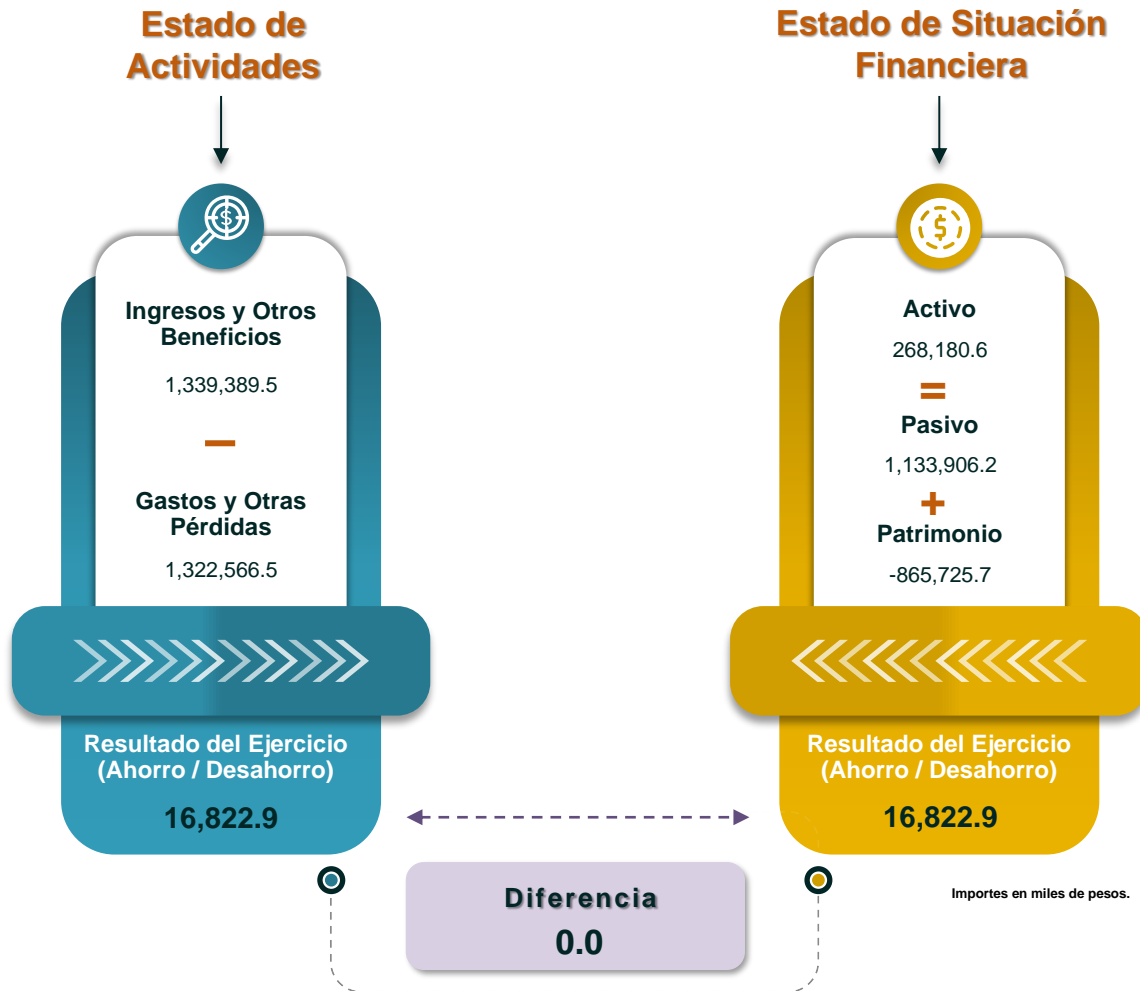 Estado de
Actividades
Ingresos y Otros
Beneficios
1,339,389.5
−
Gastos y Otras
Pérdidas
1,322,566.5
Resultado del Ejercicio
(Ahorro / Desahorro)
16,822.9
Estado de Situación
Financiera
$
Activo
268,180.6
=
Pasivo
1,133,906.2
+
Patrimonio
-865,725.7
Resultado del Ejercicio
(Ahorro / Desahorro)
16,822.9
Diferencia
0.0
Importes en miles de pesos.